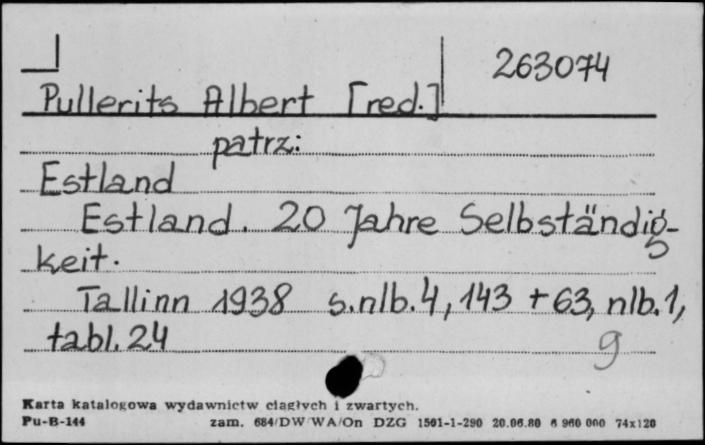 263074
Pullerits Albert [red.]
patrz:
Estland
Estland. 20 Jahre Selbständig-
keit.
Tallinn 1938 s.nlb.4, 143 + 63, nlb.1,
tabl. 24
9
Karta katalogowa wydawnictw ciągłych i zwartych.
Pu-B-144 zam. 684/DW WA/On DZG 1501-1-290 20.06.80 6 960 000 74x120